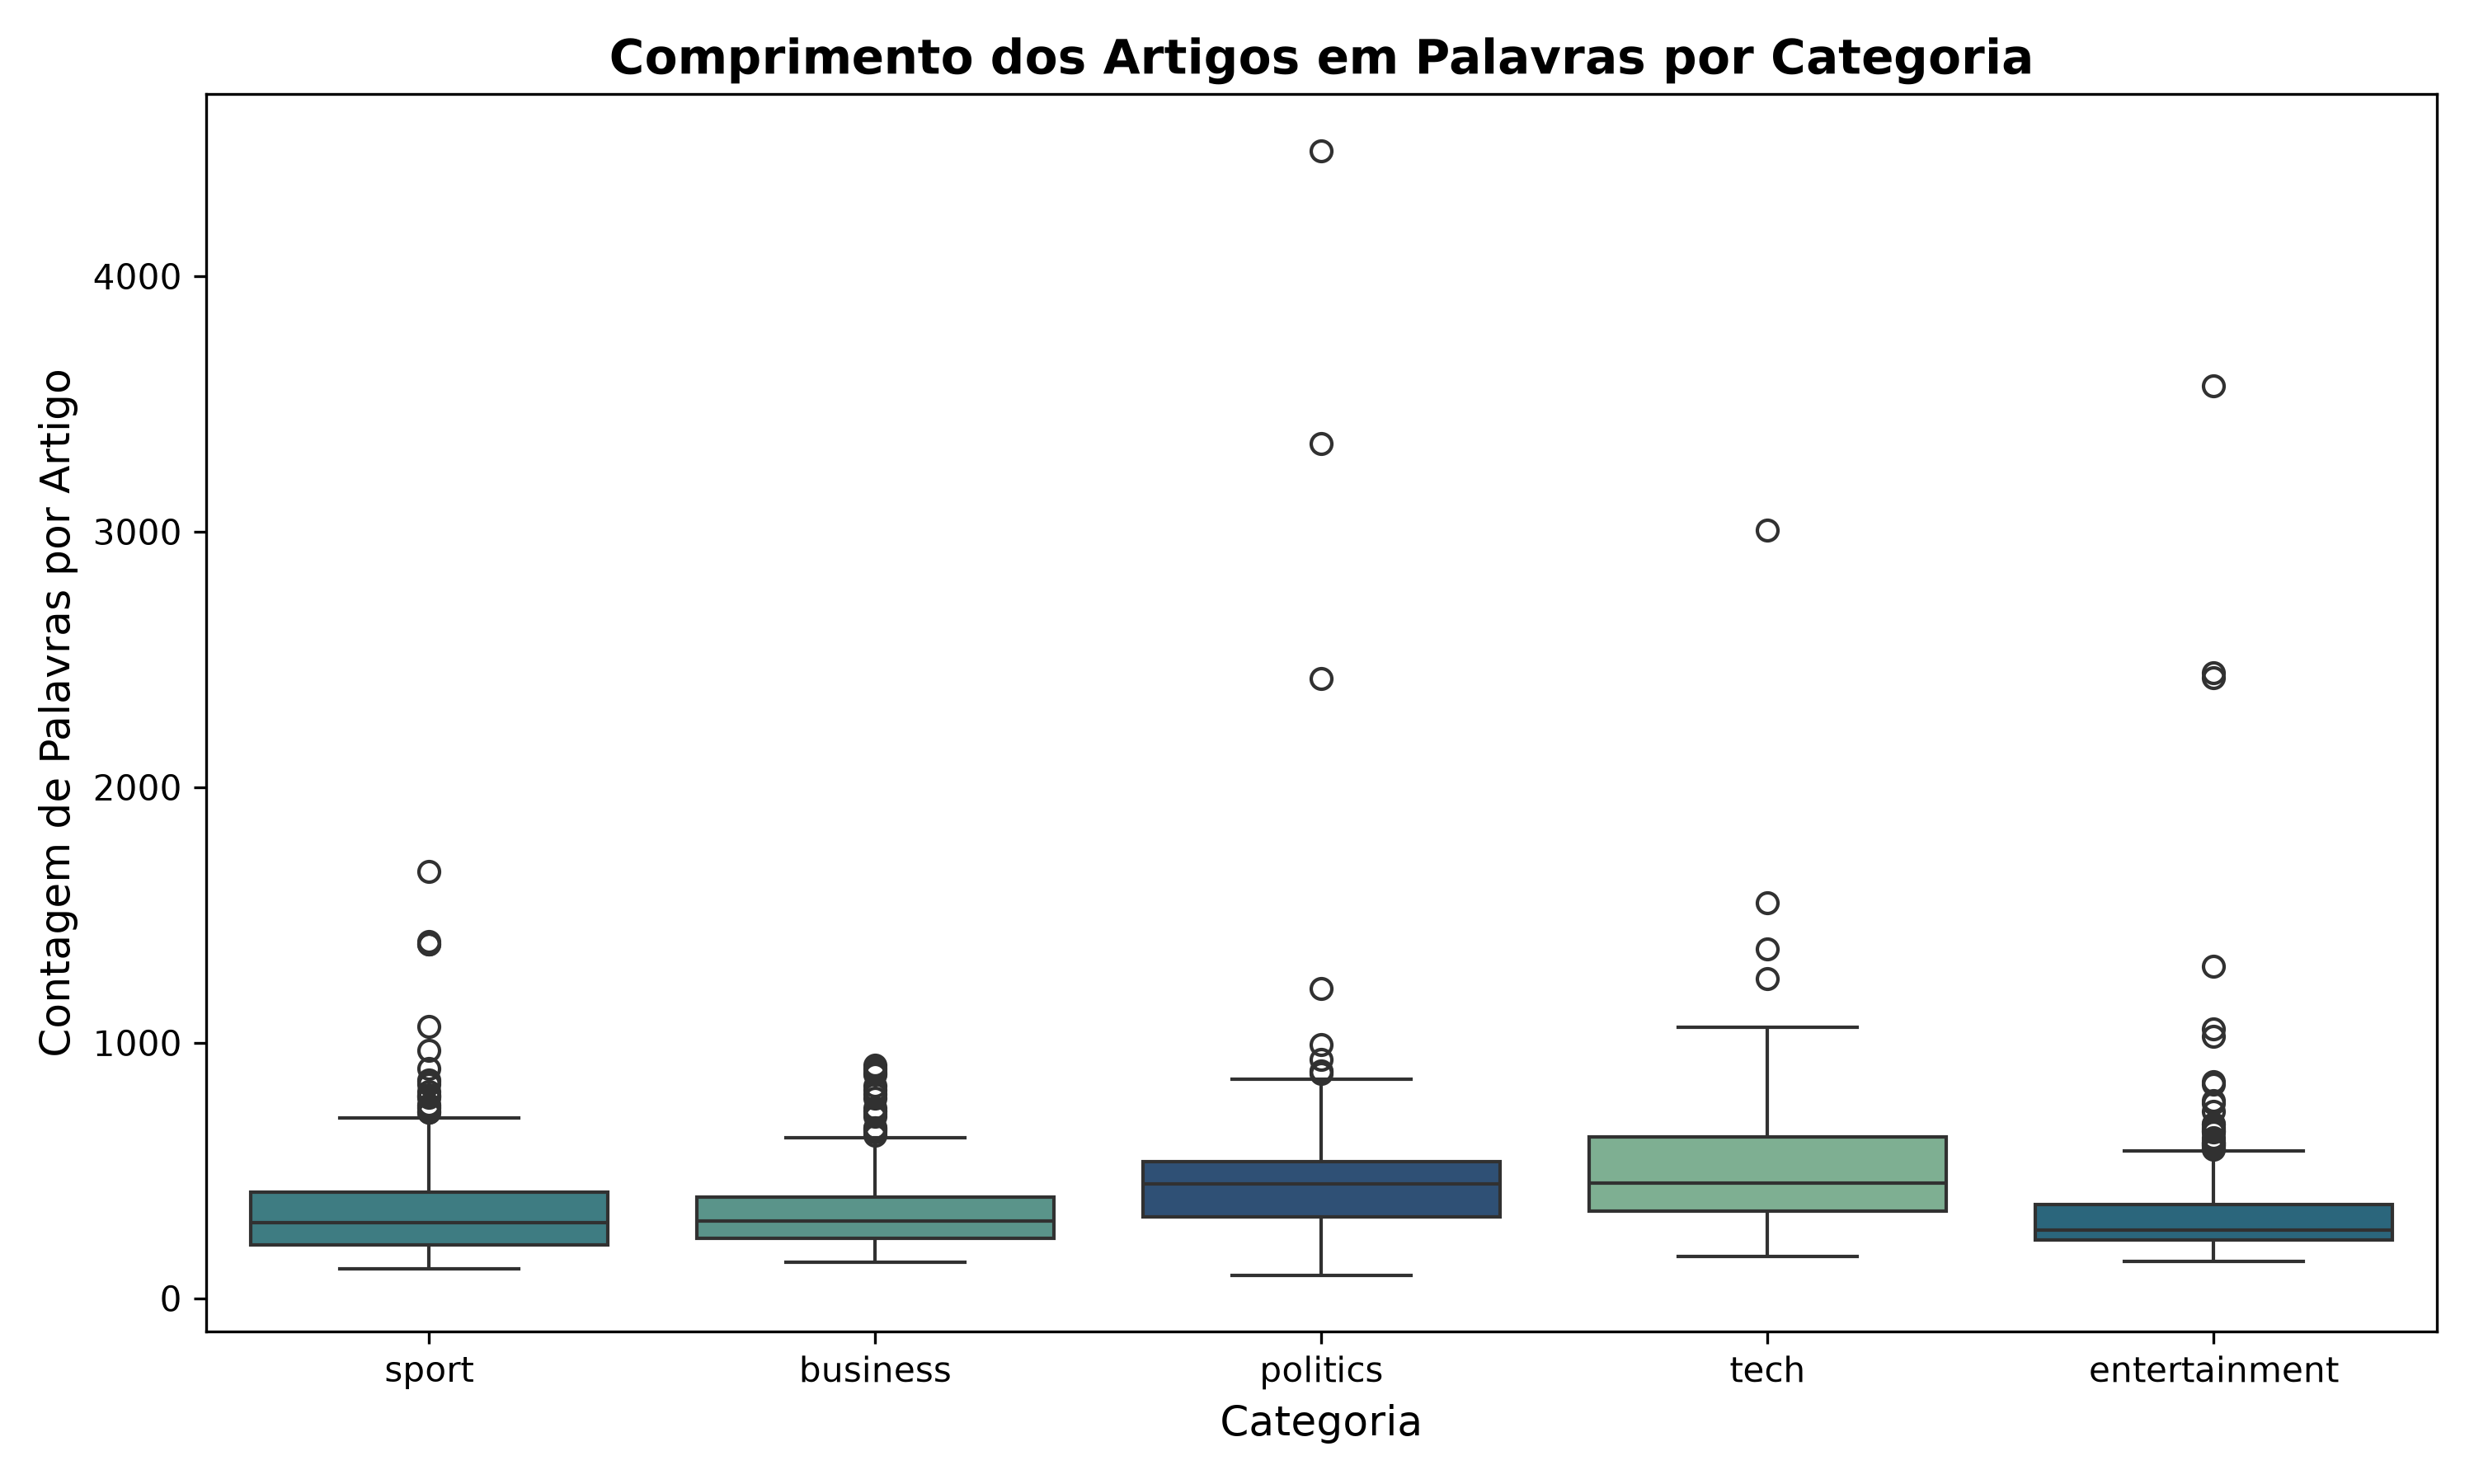 Comprimento dos Artigos em Palavras por Categoria
Contagem de Palavras por Artigo
4000
3000
2000
1000
0
sport
business
politics
tech
entertainment
Categoria